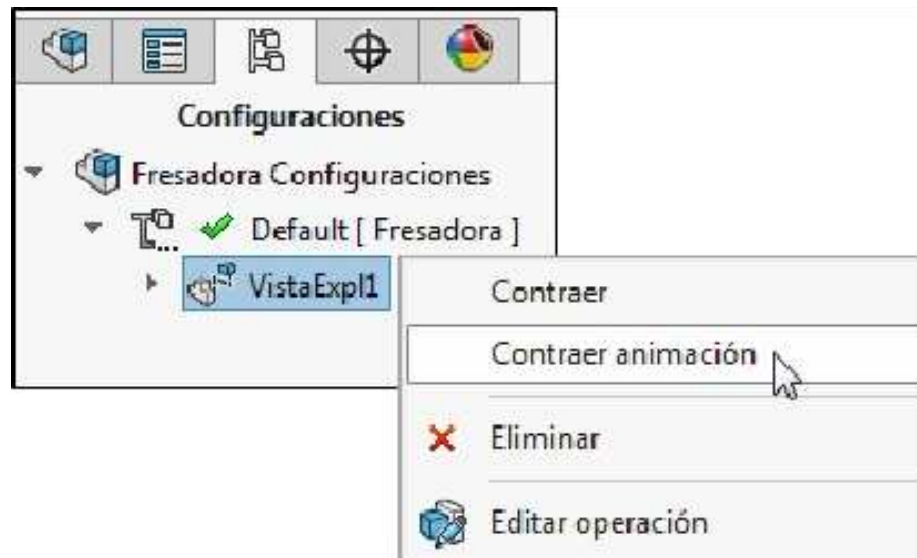 Configuraciones
Fresadora Configuraciones
Default [ Fresadora ]
VistaExpl1
Contraer
Contraer animación
Eliminar
Editar operación